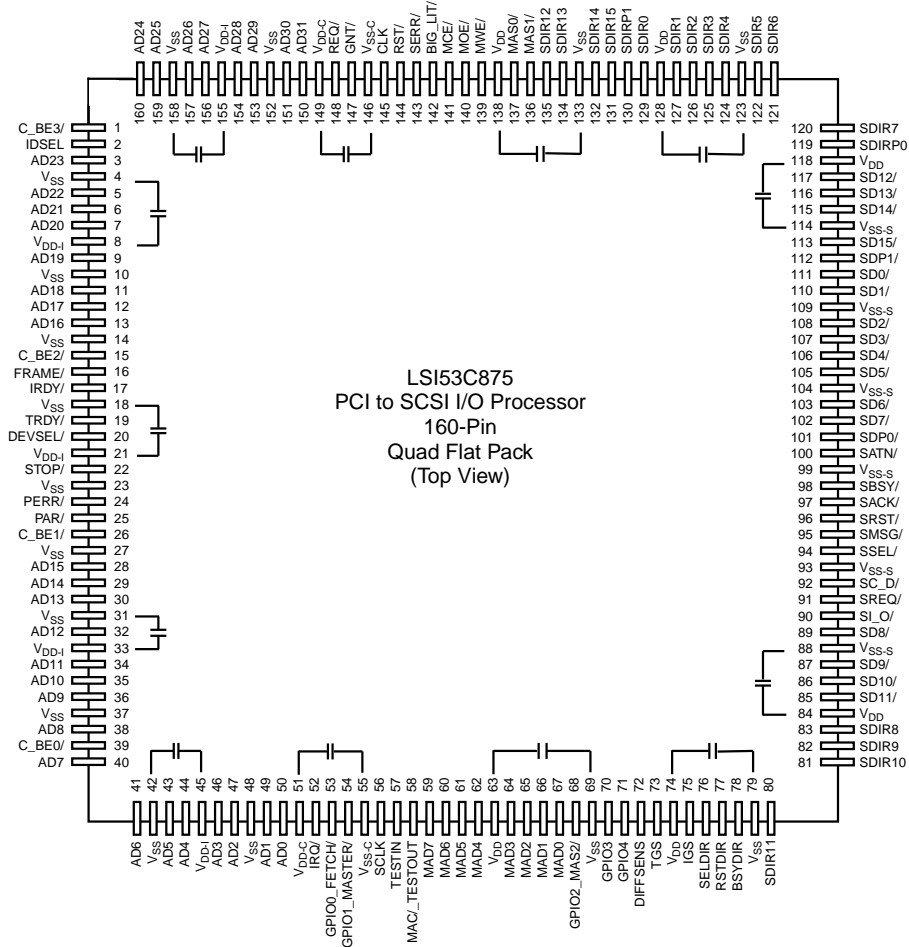 AD24 AD25 VSS AD26 AD27 VDD-I AD28 AD29 VSS AD30 AD31 VDD-C REQ/ GNT/ VSS-C CLK RST/ SERR/ BIG_LIT/ MCE/ MOE/ MWE/ VDD MAS0/ MAS1/ SDIR12 SDIR13 VSS SDIR14 SDIR15 SDIRP1 SDIR0 VDD SDIR1 SDIR2 SDIR3 SDIR4 VSS SDIR5 SDIR6
160 159 158 157 156 155 154 153 152 151 150 149 148 147 146 145 144 143 142 141 140 139 138 137 136 135 134 133 132 131 130 129 128 127 126 125 124 123 122 121
C_BE3/ 1
IDSEL 2
AD23 3
VSS 4
AD22 5
AD21 6
AD20 7
VDD-I 8
AD19 9
VSS 10
AD18 11
AD17 12
AD16 13
VSS 14
C_BE2/ 15
FRAME/ 16
IRDY/ 17
VSS 18
TRDY/ 19
DEVSEL/ 20
VDD-I 21
STOP/ 22
VSS 23
PERR/ 24
PAR/ 25
C_BE1/ 26
VSS 27
AD15 28
AD14 29
AD13 30
VSS 31
AD12 32
VDD-I 33
AD11 34
AD10 35
AD9 36
VSS 37
AD8 38
C_BE0/ 39
AD7 40
LSI53C875
PCI to SCSI I/O Processor
160-Pin
Quad Flat Pack
(Top View)
120 SDIR7
119 SDIRP0
118 VDD
117 SD12/
116 SD13/
115 SD14/
114 VSS-S
113 SD15/
112 SDP1/
111 SD0/
110 SD1/
109 VSS-S
108 SD2/
107 SD3/
106 SD4/
105 SD5/
104 VSS-S
103 SD6/
102 SD7/
101 SDP0/
100 SATN/
99 VSS-S
98 SBSY/
97 SACK/
96 SRST/
95 SMSG/
94 SSEL/
93 VSS-S
92 SC_D/
91 SREQ/
90 SI_O/
89 SD8/
88 VSS-S
87 SD9/
86 SD10/
85 SD11/
84 VDD
83 SDIR8
82 SDIR9
81 SDIR10
41 42 43 44 45 46 47 48 49 50 51 52 53 54 55 56 57 58 59 60 61 62 63 64 65 66 67 68 69 70 71 72 73 74 75 76 77 78 79 80
AD6 VSS AD5 AD4 VDD-I AD3 AD2 VSS AD1 AD0 VDD-C IRQ/ GPIO0_FETCH/ GPIO1_MASTER/ VSS-C SCLK TESTIN MAC/_TESTOUT MAD7 MAD6 MAD5 MAD4 VDD MAD3 MAD2 MAD1 MAD0 GPIO2_MAS2/ VSS GPIO3 GPIO4 DIFFSENS TGS VDD IGS SELDIR RSTDIR BSYDIR VSS SDIR11